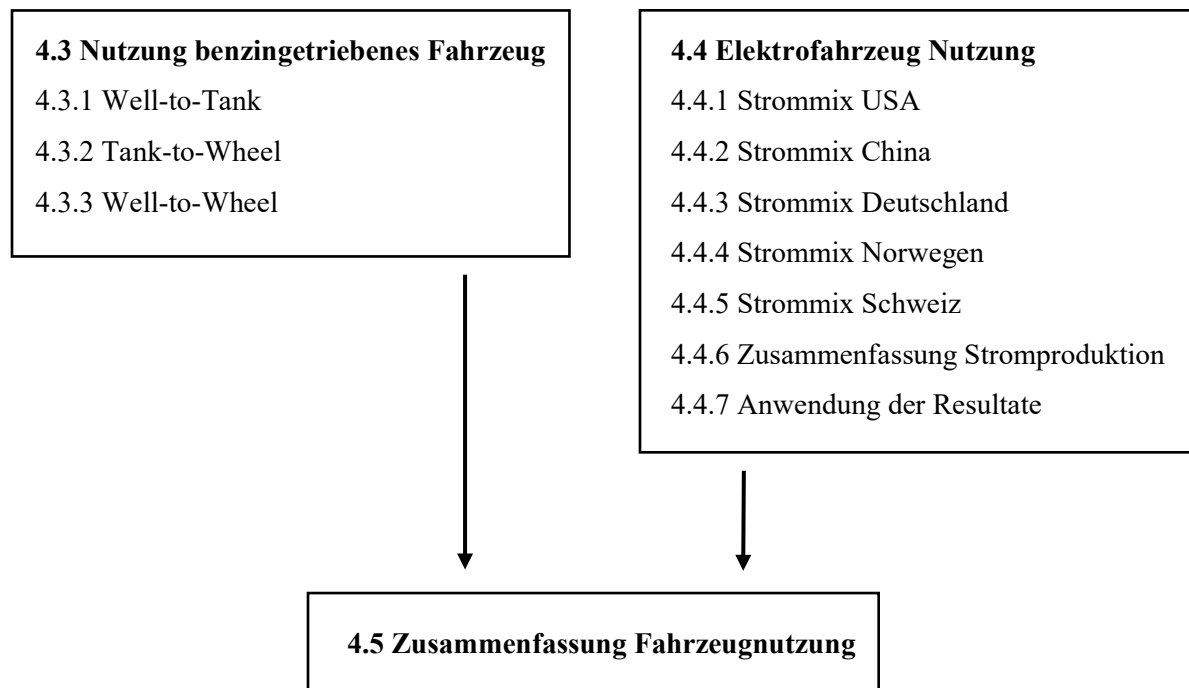 4.3 Nutzung benzingetriebenes Fahrzeug
4.3.1 Well-to-Tank
4.3.2 Tank-to-Wheel
4.3.3 Well-to-Wheel
4.4 Elektrofahrzeug Nutzung
4.4.1 Strommix USA
4.4.2 Strommix China
4.4.3 Strommix Deutschland
4.4.4 Strommix Norwegen
4.4.5 Strommix Schweiz
4.4.6 Zusammenfassung Stromproduktion
4.4.7 Anwendung der Resultate
4.5 Zusammenfassung Fahrzeugnutzung